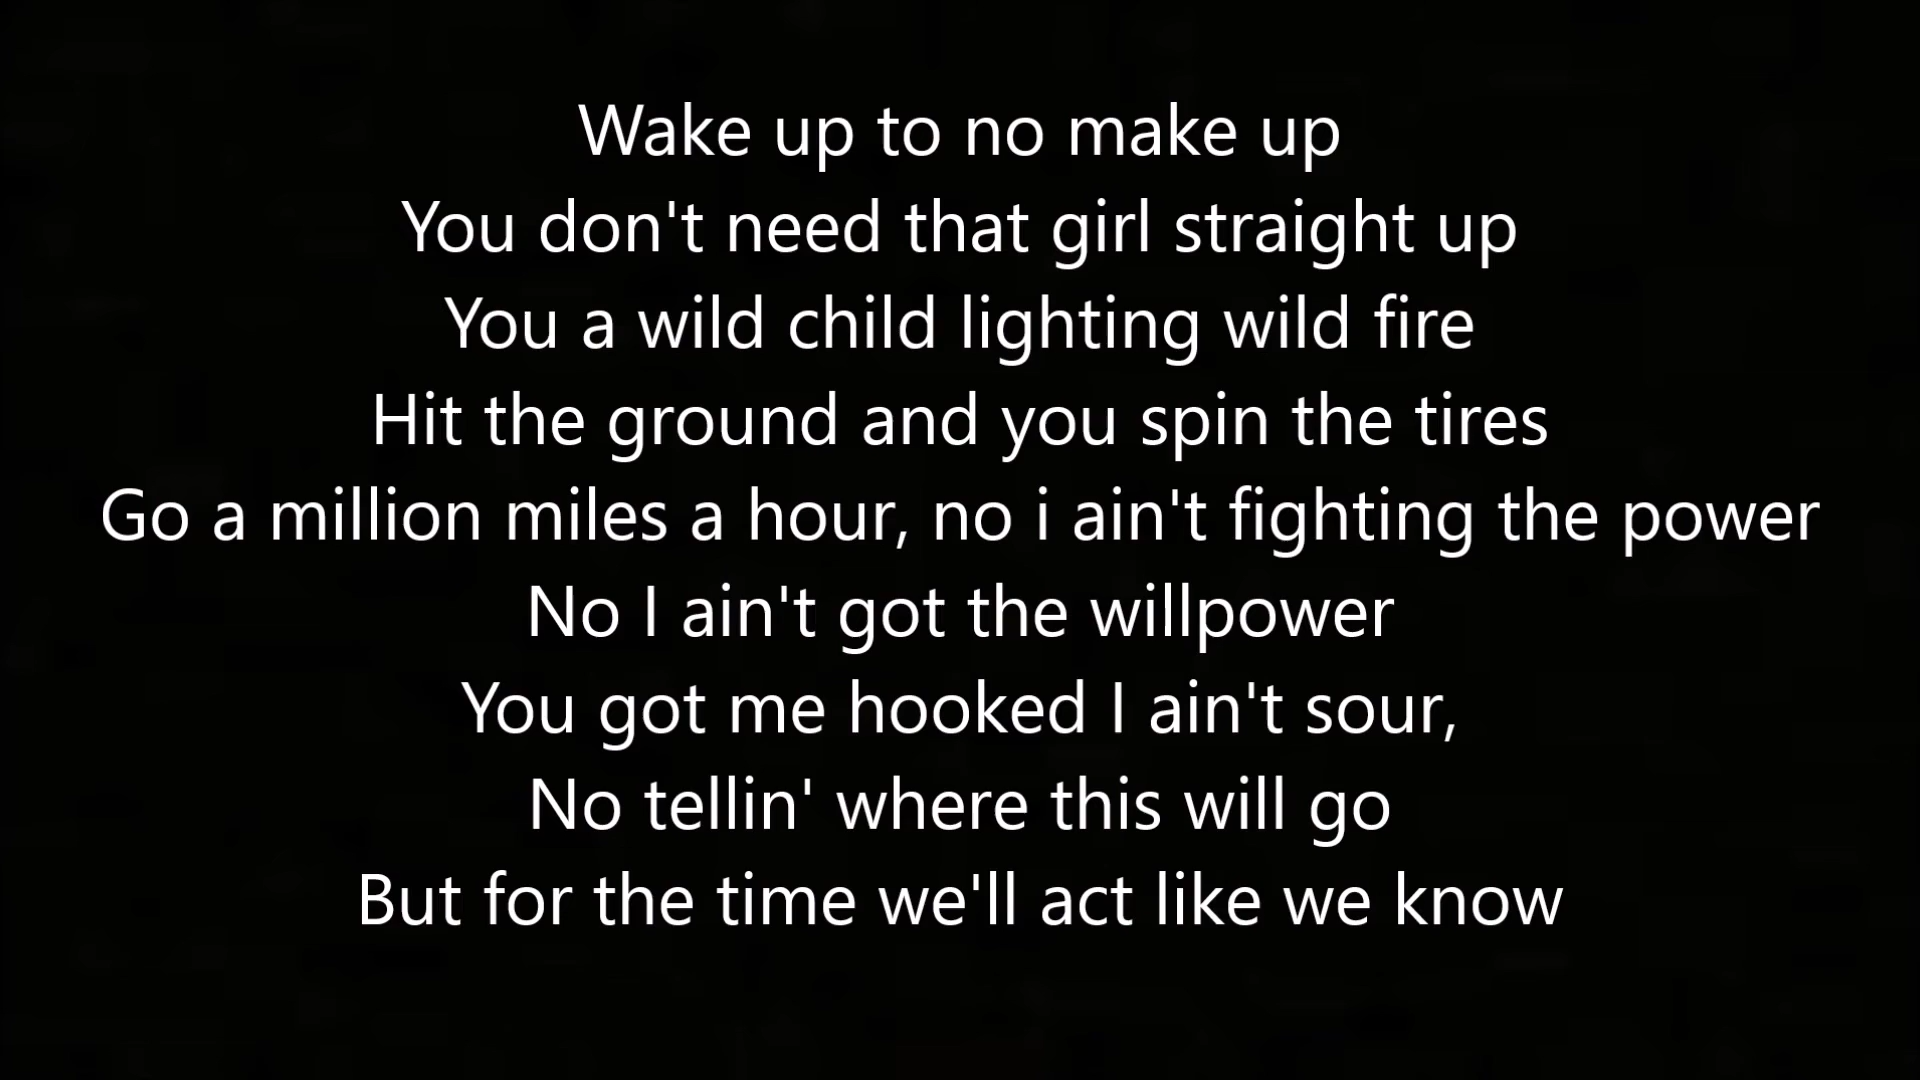 Wake up to no make up
You don't need that girl straight up
You a wild child lighting wild fire
Hit the ground and you spin the tires
Go a million miles a hour, no i ain't fighting the power
No I ain't got the willpower
You got me hooked I ain't sour,
No tellin' where this will go
But for the time we'll act like we know